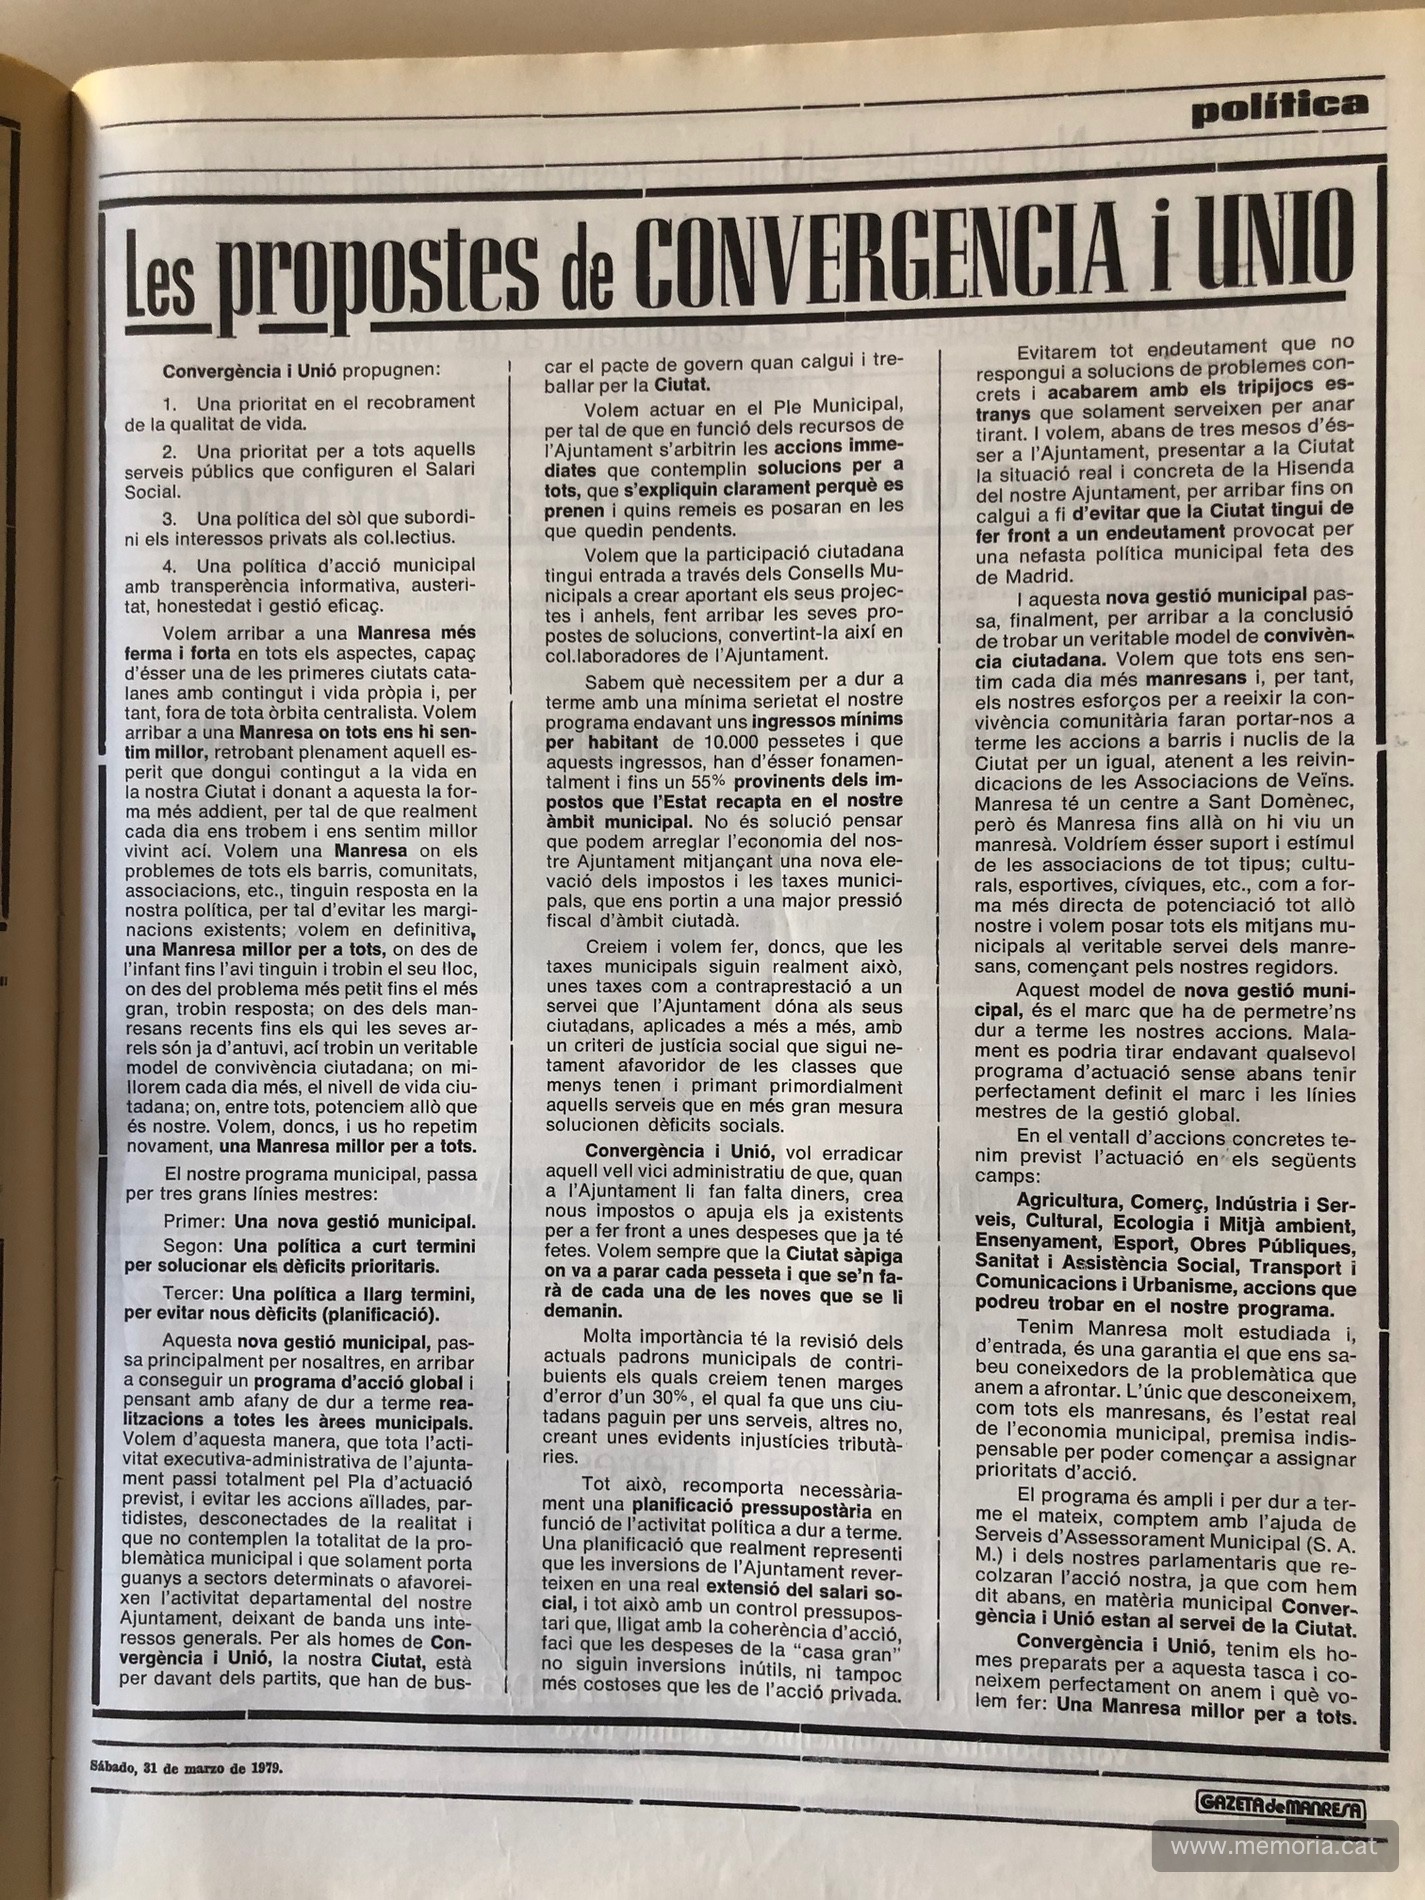 política
Les propostes de CONVERGENCIA i UNIO
Convergència i Unió propugnen:
1. Una prioritat en el recobrament
de la qualitat de vida.
2. Una prioritat per a tots aquells
serveis públics que configuren el Salari
Social.
3. Una política del sòl que subordi-
ni els interessos privats als col.lectius.
4. Una política d'acció municipal
amb transperència informativa, austeri-
tat, honestedat i gestió eficaç.
Volem arribar a una Manresa més
ferma i forta en tots els aspectes, capaç
d'ésser una de les primeres ciutats cata-
lanes amb contingut i vida pròpia i, per
tant, fora de tota òrbita centralista. Volem
arribar a una Manresa on tots ens hi sen-
tim millor, retrobant plenament aquell es-
perit que dongui contingut a la vida en
la nostra Ciutat i donant a aquesta la for-
ma més addient, per tal de que realment
cada dia ens trobem i ens sentim millor
vivint ací. Volem una Manresa on els
problemes de tots els barris, comunitats,
associacions, etc., tinguin resposta en la
nostra política, per tal d'evitar les margi-
nacions existents; volem en definitiva,
una Manresa millor per a tots, on des de
l'infant fins l'avi tinguin i trobin el seu lloc,
on des del problema més petit fins el més
gran, trobin resposta; on des dels man-
resans recents fins els qui les seves ar-
rels són ja d'antuvi, ací trobin un veritable
model de convivència ciutadana; on mi-
llorem cada dia més, el nivell de vida ciu-
tadana; on, entre tots, potenciem allò que
és nostre. Volem, doncs, i us ho repetim
novament, una Manresa millor per a tots.
El nostre programa municipal, passa
per tres grans línies mestres:
Primer: Una nova gestió municipal.
Segon: Una política a curt termini
per solucionar els dèficits prioritaris.
Tercer: Una política a llarg termini,
per evitar nous dèficits (planificació).
Aquesta nova gestió municipal, pas-
sa principalment per nosaltres, en arribar
a conseguir un programa d'acció global i
pensant amb afany de dur a terme rea-
litzacions a totes les àrees municipals.
Volem d'aquesta manera, que tota l'acti-
vitat executiva-administrativa de l'ajunta-
ment passi totalment pel Pla d'actuació
previst, i evitar les accions aïllades, par-
tidistes, desconectades de la realitat i
que no contemplen la totalitat de la pro-
blemàtica municipal i que solament porta
guanys a sectors determinats o afavorei-
xen l'activitat departamental del nostre
Ajuntament, deixant de banda uns inte-
ressos generals. Per als homes de Con-
vergència i Unió, la nostra Ciutat, està
per davant dels partits, que han de bus-
car el pacte de govern quan calgui i tre-
ballar per la Ciutat.
Volem actuar en el Ple Municipal,
per tal de que en funció dels recursos de
l'Ajuntament s'arbitrin les accions imme-
diates que contemplin solucions per a
tots, que s'expliquin clarament perquè es
prenen i quins remeis es posaran en les
que quedin pendents.
Volem que la participació ciutadana
tingui entrada a través dels Consells Mu-
nicipals a crear aportant els seus projec-
tes i anhels, fent arribar les seves pro-
postes de solucions, convertint-la així en
col.laboradores de l'Ajuntament.
Sabem què necessitem per a dur a
terme amb una mínima serietat el nostre
programa endavant uns ingressos mínims
per habitant de 10.000 pessetes i que
aquests ingressos, han d'ésser fonamen-
talment i fins un 55% provinents dels im-
postos que l'Estat recapta en el nostre
àmbit municipal. No és solució pensar
que podem arreglar l'economia del nos-
tre Ajuntament mitjançant una nova ele-
vació dels impostos i les taxes munici-
pals, que ens portin a una major pressió
fiscal d'àmbit ciutadà.
Creiem i volem fer, doncs, que les
taxes municipals siguin realment això,
unes taxes com a contraprestació a un
servei que l'Ajuntament dóna als seus
ciutadans, aplicades a més a més, amb
un criteri de justícia social que sigui ne-
tament afavoridor de les classes que
menys tenen i primant primordialment
aquells serveis que en més gran mesura
solucionen dèficits socials.
Convergència i Unió, vol erradicar
aquell vell vici administratiu de que, quan
a l'Ajuntament li fan falta diners, crea
nous impostos o apuja els ja existents
per a fer front a unes despeses que ja té
fetes. Volem sempre que la Ciutat sàpiga
on va a parar cada pesseta i que se'n fa-
rà de cada una de les noves que se li
demanin.
Molta importància té la revisió dels
actuals padrons municipals de contri-
buients els quals creiem tenen marges
d'error d'un 30%, el qual fa que uns ciu-
tadans paguin per uns serveis, altres no,
creant unes evidents injustícies tributà-
ries.
Tot això, recomporta necessària-
ment una planificació pressupostària en
funció de l'activitat política a dur a terme.
Una planificació que realment representi
que les inversions de l'Ajuntament rever-
teixen en una real extensió del salari so-
cial, i tot això amb un control pressupos-
tari que, lligat amb la coherència d'acció,
faci que les despeses de la "casa gran"
no siguin inversions inútils, ni tampoc
més costoses que les de l'acció privada.
Evitarem tot endeutament que no
respongui a solucions de problemes con-
crets i acabarem amb els tripijocs es-
tranys que solament serveixen per anar
tirant. I volem, abans de tres mesos d'és-
ser a l'Ajuntament, presentar a la Ciutat
la situació real i concreta de la Hisenda
del nostre Ajuntament, per arribar fins on
calgui a fi d'evitar que la Ciutat tingui de
fer front a un endeutament provocat per
una nefasta política municipal feta des
de Madrid.
I aquesta nova gestió municipal pas-
sa, finalment, per arribar a la conclusió
de trobar un veritable model de convivèn-
cia ciutadana. Volem que tots ens sen-
tim cada dia més manresans i, per tant,
els nostres esforços per a reeixir la con-
vivència comunitària faran portar-nos a
terme les accions a barris i nuclis de la
Ciutat per un igual, atenent a les reivin-
dicacions de les Associacions de Veïns.
Manresa té un centre a Sant Domènec,
però és Manresa fins allà on hi viu un
manresà. Voldríem ésser suport i estímul
de les associacions de tot tipus; cultu-
rals, esportives, cíviques, etc., com a for-
ma més directa de potenciació tot allò
nostre i volem posar tots els mitjans mu-
nicipals al veritable servei dels manre-
sans, començant pels nostres regidors.
Aquest model de nova gestió muni-
cipal, és el marc que ha de permetre'ns
dur a terme les nostres accions. Mala-
ment es podria tirar endavant qualsevol
programa d'actuació sense abans tenir
perfectament definit el marc i les línies
mestres de la gestió global.
En el ventall d'accions concretes te-
nim previst l'actuació en els següents
camps:
Agricultura, Comerç, Indústria i Ser-
veis, Cultural, Ecologia i Mitjà ambient,
Ensenyament, Esport, Obres Públiques,
Sanitat i Assistència Social, Transport i
Comunicacions i Urbanisme, accions que
podreu trobar en el nostre programa.
Tenim Manresa molt estudiada i,
d'entrada, és una garantia el que ens sa-
beu coneixedors de la problemàtica que
anem a afrontar. L'únic que desconeixem,
com tots els manresans, és l'estat real
de l'economia municipal, premisa indis-
pensable per poder començar a assignar
prioritats d'acció.
El programa és ampli i per dur a ter-
me el mateix, comptem amb l'ajuda de
Serveis d'Assessorament Municipal (S. A.
M.) i dels nostres parlamentaris que re-
colzaran l'acció nostra, ja que com hem
dit abans, en matèria municipal Conver-
gència i Unió estan al servei de la Ciutat.
Convergència i Unió, tenim els ho-
mes preparats per a aquesta tasca i co-
neixem perfectament on anem i què vo-
lem fer: Una Manresa millor per a tots.
Sábado, 31 de marzo de 1979.
GAZETA de MANRESA
www.memoria.cat